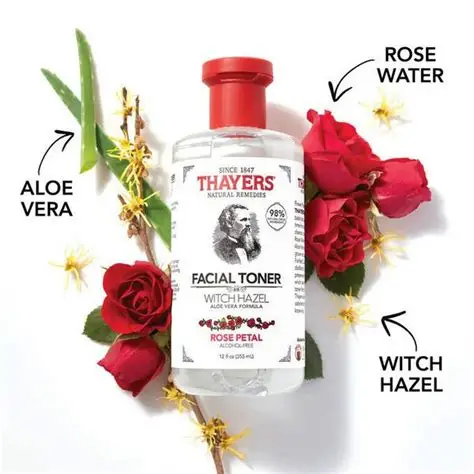 ROSE
WATER
ALOE
VERA
SINCE 1847
THAYERS
NATURAL REMEDIES
98%
FACIAL TONER
WITCH HAZEL
ALOE VERA FORMULA
ROSE PETAL
ALCOHOL-FREE
12 fl oz (355 mL)
WITCH
HAZEL